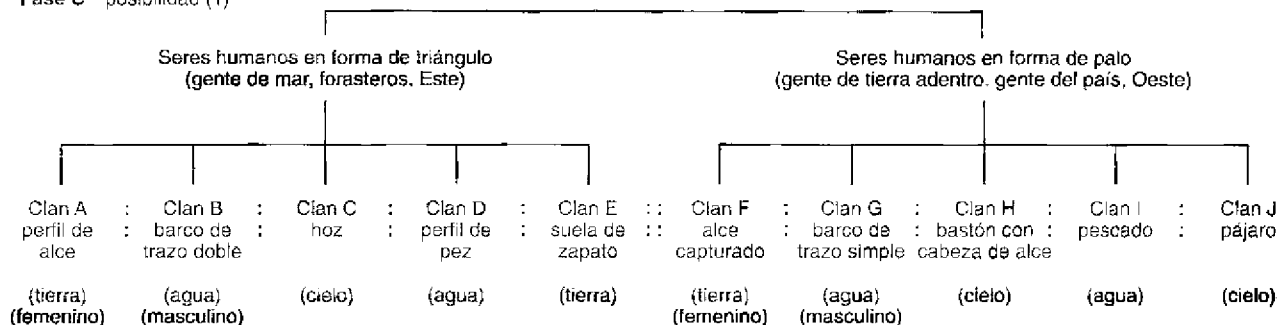 Fase C posibilidad (1)
Seres humanos en forma de triángulo
(gente de mar, forasteros, Este)
Seres humanos en forma de palo
(gente de tierra adentro, gente del país, Oeste)
Clan A : Clan B : Clan C : Clan D : Clan E :: Clan F : Clan G : Clan H : Clan I : Clan J
perfil de : barco de : hoz : perfil de : suela de :: alce : barco de : bastón con : pescado : pájaro
alce trazo doble pez zapato capturado trazo simple cabeza de alce
(tierra) (agua) (cielo) (agua) (tierra) (tierra) (agua) (cielo) (agua) (cielo)
(femenino) (masculino) (femenino) (masculino)